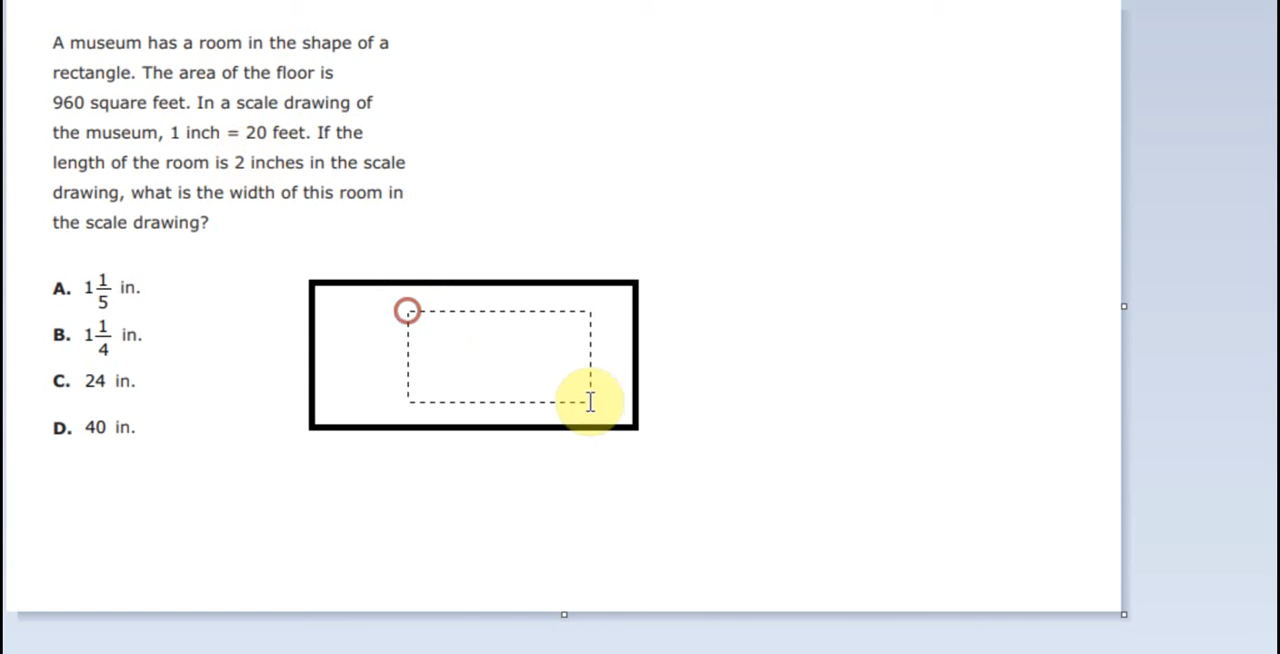 A museum has a room in the shape of a
rectangle. The area of the floor is
960 square feet. In a scale drawing of
the museum, 1 inch = 20 feet. If the
length of the room is 2 inches in the scale
drawing, what is the width of this room in
the scale drawing?
A. 1 1/5 in.
B. 1 1/4 in.
C. 24 in.
D. 40 in.